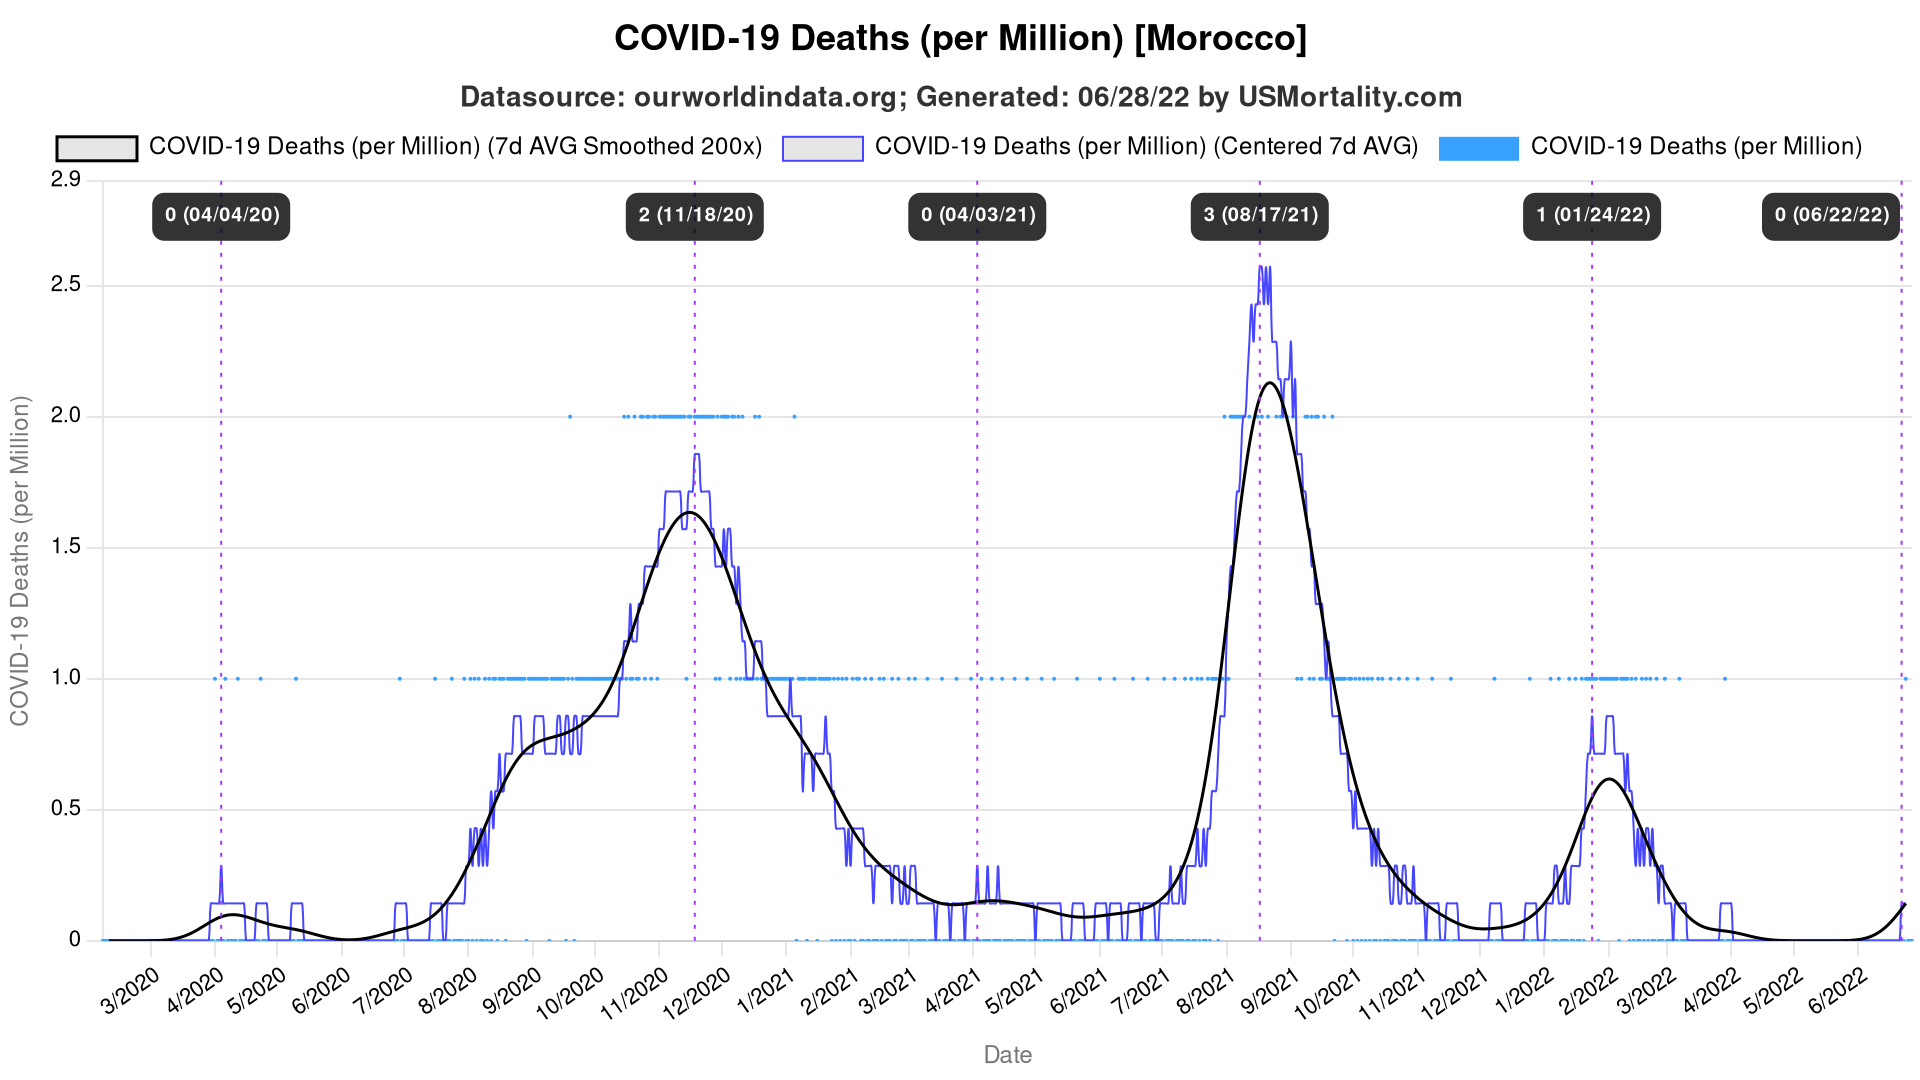 COVID-19 Deaths (per Million) [Morocco]
Datasource: ourworldindata.org; Generated: 06/28/22 by USMortality.com
COVID-19 Deaths (per Million) (7d AVG Smoothed 200x) COVID-19 Deaths (per Million) (Centered 7d AVG) COVID-19 Deaths (per Million)
2.9
0 (04/04/20) 2 (11/18/20) 0 (04/03/21) 3 (08/17/21) 1 (01/24/22) 0 (06/22/22)
2.5
2.0
1.5
1.0
0.5
0
COVID-19 Deaths (per Million)
3/2020 4/2020 5/2020 6/2020 7/2020 8/2020 9/2020 10/2020 11/2020 12/2020 1/2021 2/2021 3/2021 4/2021 5/2021 6/2021 7/2021 8/2021 9/2021 10/2021 11/2021 12/2021 1/2022 2/2022 3/2022 4/2022 5/2022 6/2022
Date